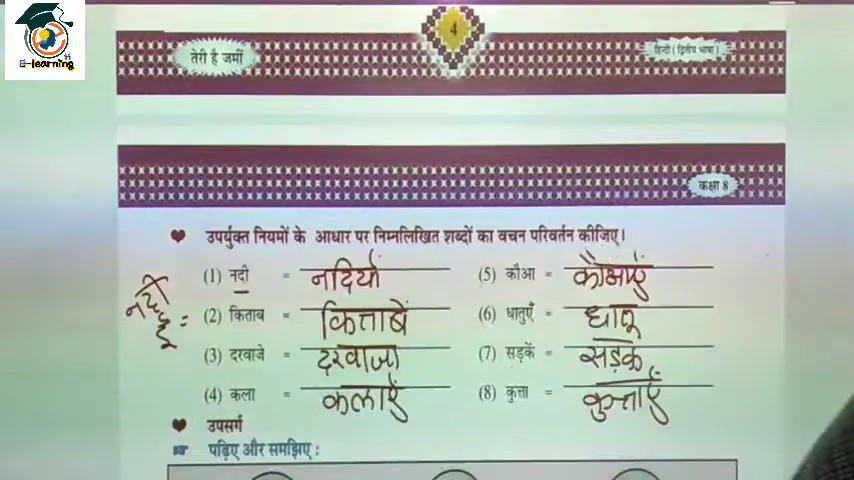 E-learning
4
तेरी है जमीं
हिन्दी (द्वितीय भाषा)
कक्षा 8
उपर्युक्त नियमों के आधार पर निम्नलिखित शब्दों का वचन परिवर्तन कीजिए।
(1) नदी = नदियाँ (5) कौआ = कौआएँ
(2) किताब = किताबें (6) धातुएँ = धातू
(3) दरवाजे = दरवाजा (7) सड़कें = सड़क
(4) कला = कलाएँ (8) कुत्ता = कुत्ताएँ
उपसर्ग
पढ़िए और समझिए :